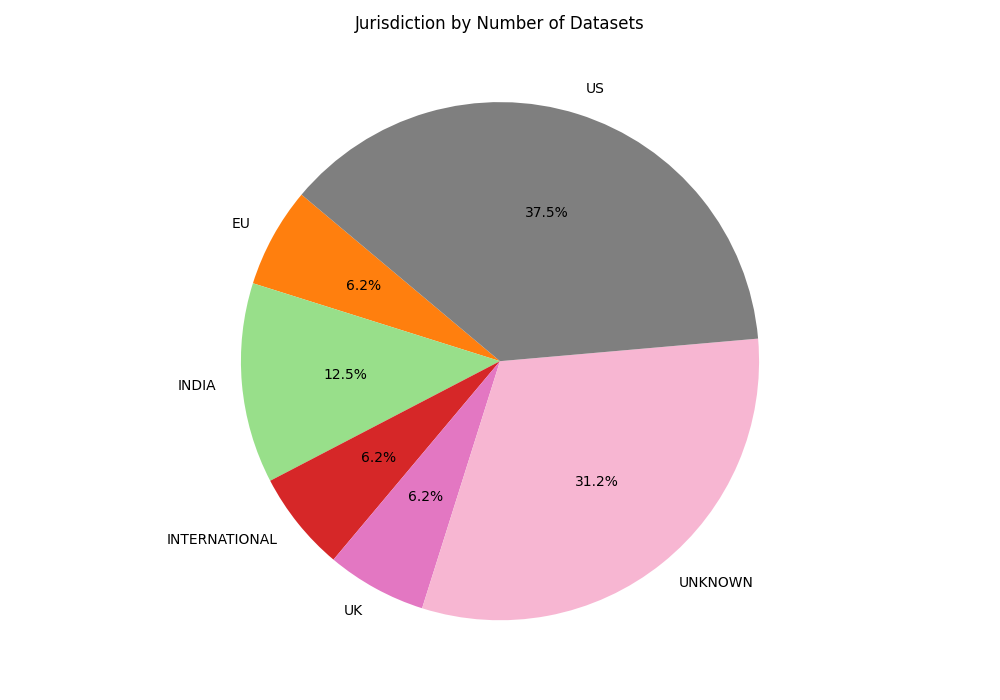 Jurisdiction by Number of Datasets
US
37.5%
EU
6.2%
INDIA
12.5%
INTERNATIONAL
6.2%
UK
6.2%
UNKNOWN
31.2%